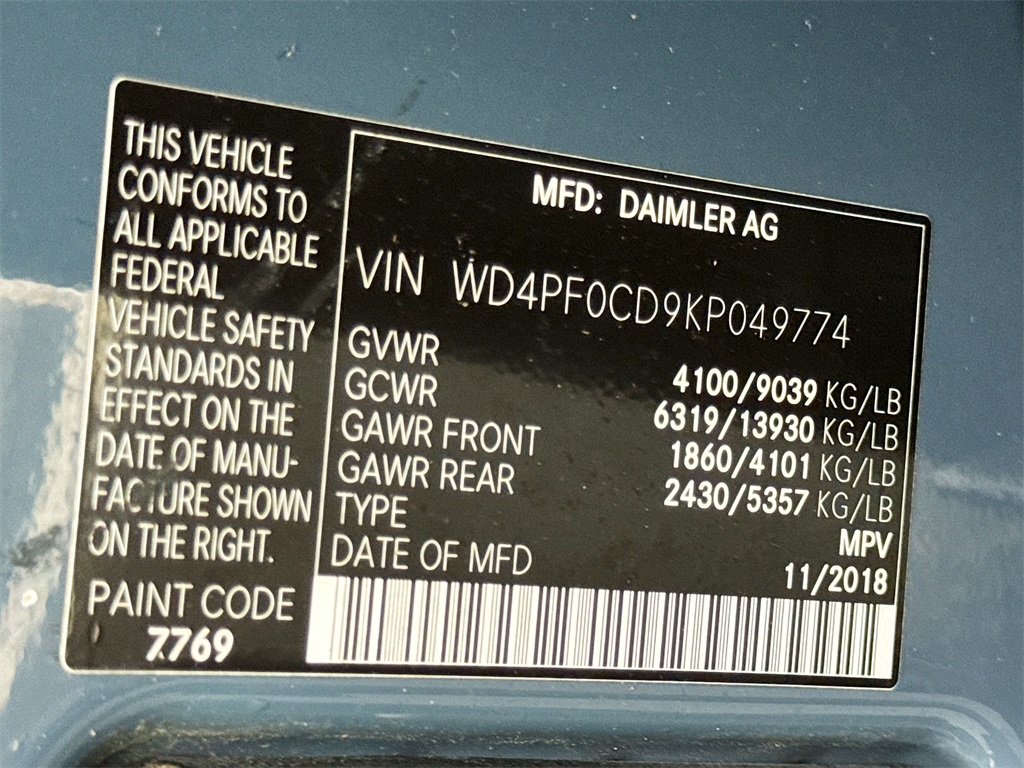 THIS VEHICLE
CONFORMS TO
ALL APPLICABLE
FEDERAL
VEHICLE SAFETY
STANDARDS IN
EFFECT ON THE
DATE OF MANU-
FACTURE SHOWN
ON THE RIGHT.
PAINT CODE
7769
MFD: DAIMLER AG
VIN WD4PF0CD9KP049774
GVWR 4100/9039 KG/LB
GCWR 6319/13930 KG/LB
GAWR FRONT 1860/4101 KG/LB
GAWR REAR 2430/5357 KG/LB
TYPE MPV
DATE OF MFD 11/2018